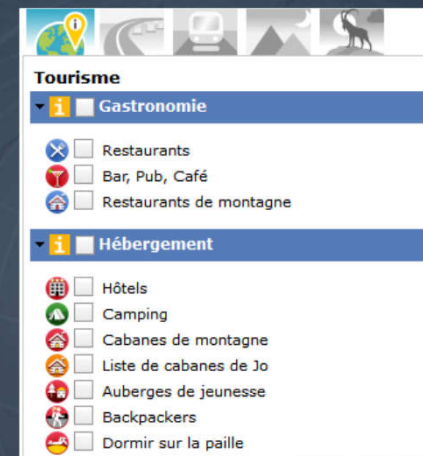 Tourisme
Gastronomie
Restaurants
Bar, Pub, Café
Restaurants de montagne
Hébergement
Hôtels
Camping
Cabanes de montagne
Liste de cabanes de Jo
Auberges de jeunesse
Backpackers
Dormir sur la paille